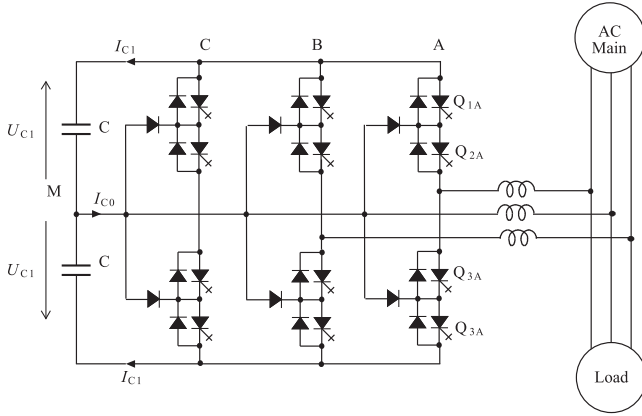 I_C1 C B A AC Main
Q_1A
U_C1 C
Q_2A
M I_C0
U_C1 C
Q_3A
Q_3A
I_C1 Load